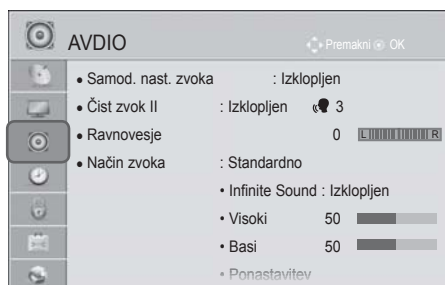 AVDIO Premakni OK
• Samod. nast. zvoka : Izklopljen
• Čist zvok II : Izklopljen 3
• Ravnovesje 0 L R
• Način zvoka : Standardno
• Infinite Sound : Izklopljen
• Visoki 50
• Basi 50
• Ponastavitev